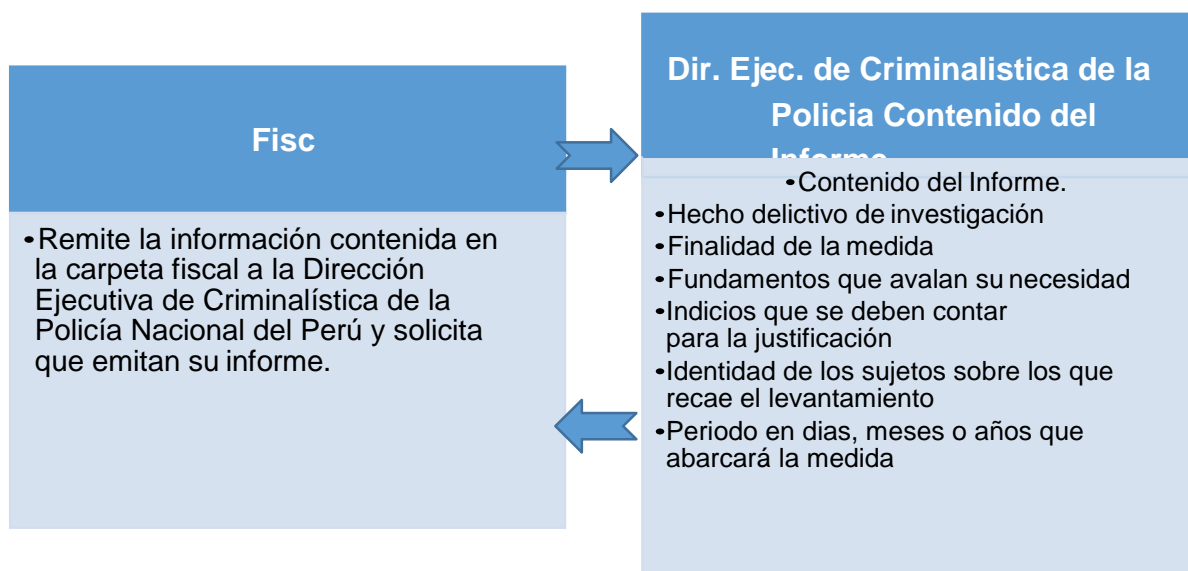 Fisc
•Remite la información contenida en
la carpeta fiscal a la Dirección
Ejecutiva de Criminalística de la
Policía Nacional del Perú y solicita
que emitan su informe.
Dir. Ejec. de Criminalistica de la
Policia Contenido del
Informe
•Contenido del Informe.
•Hecho delictivo de investigación
•Finalidad de la medida
•Fundamentos que avalan su necesidad
•Indicios que se deben contar
para la justificación
•Identidad de los sujetos sobre los que
recae el levantamiento
•Periodo en dias, meses o años que
abarcará la medida